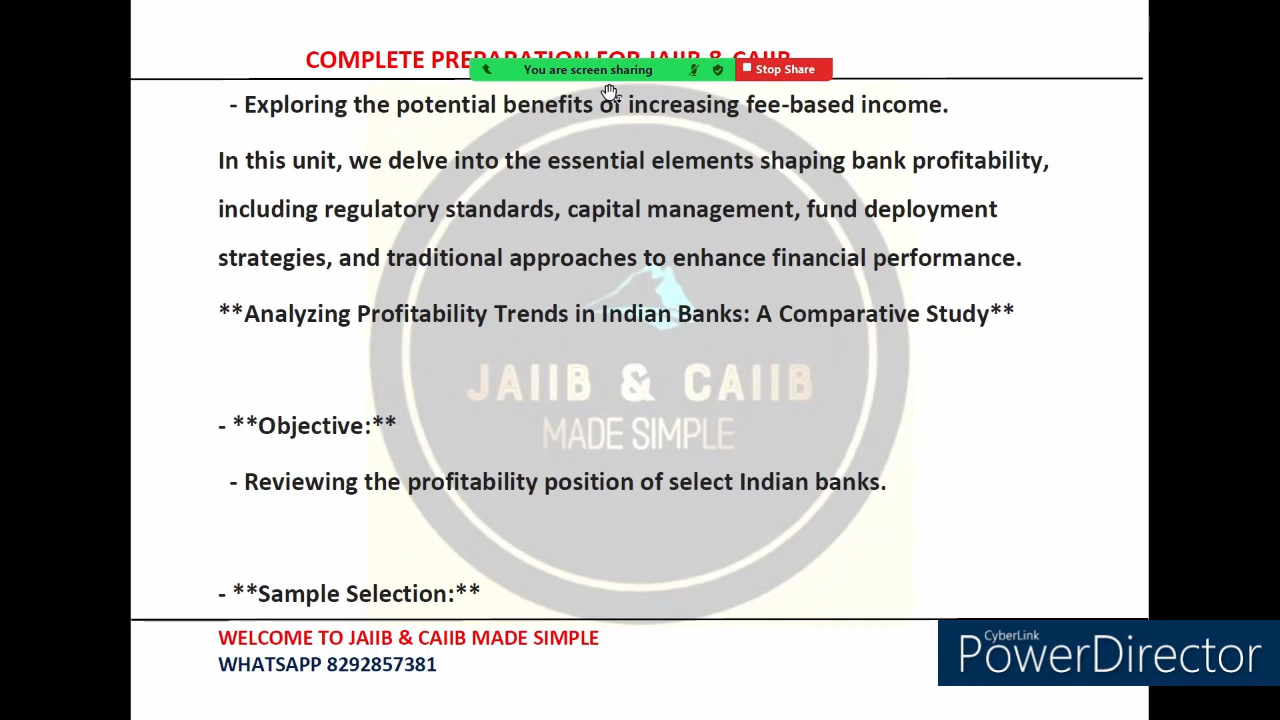 COMPLETE PREPARATION FOR JAIIB & CAIIB
You are screen sharing
Stop Share
- Exploring the potential benefits of increasing fee-based income.
In this unit, we delve into the essential elements shaping bank profitability,
including regulatory standards, capital management, fund deployment
strategies, and traditional approaches to enhance financial performance.
**Analyzing Profitability Trends in Indian Banks: A Comparative Study**
JAIIB & CAIIB
- **Objective:**
MADE SIMPLE
- Reviewing the profitability position of select Indian banks.
- **Sample Selection:**
WELCOME TO JAIIB & CAIIB MADE SIMPLE
WHATSAPP 8292857381
CyberLink
PowerDirector